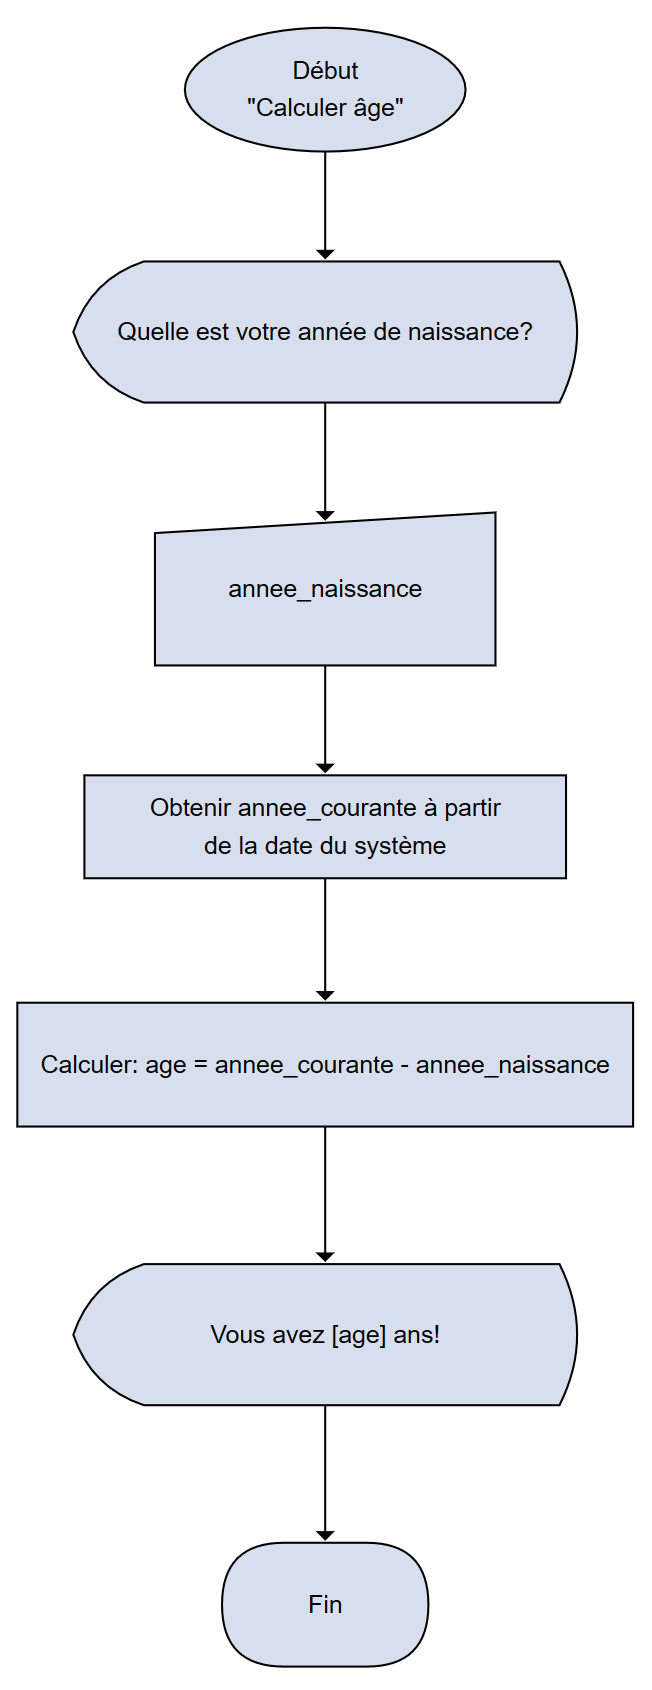 Début
"Calculer âge"
Quelle est votre année de naissance?
annee_naissance
Obtenir annee_courante à partir
de la date du système
Calculer: age = annee_courante - annee_naissance
Vous avez [age] ans!
Fin